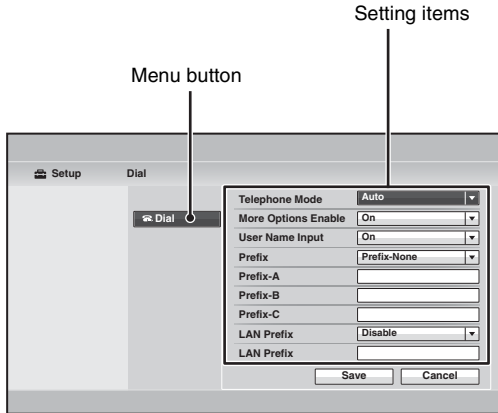 Setting items
Menu button
Setup Dial
Dial
Telephone Mode Auto
More Options Enable On
User Name Input On
Prefix Prefix-None
Prefix-A
Prefix-B
Prefix-C
LAN Prefix Disable
LAN Prefix
Save Cancel